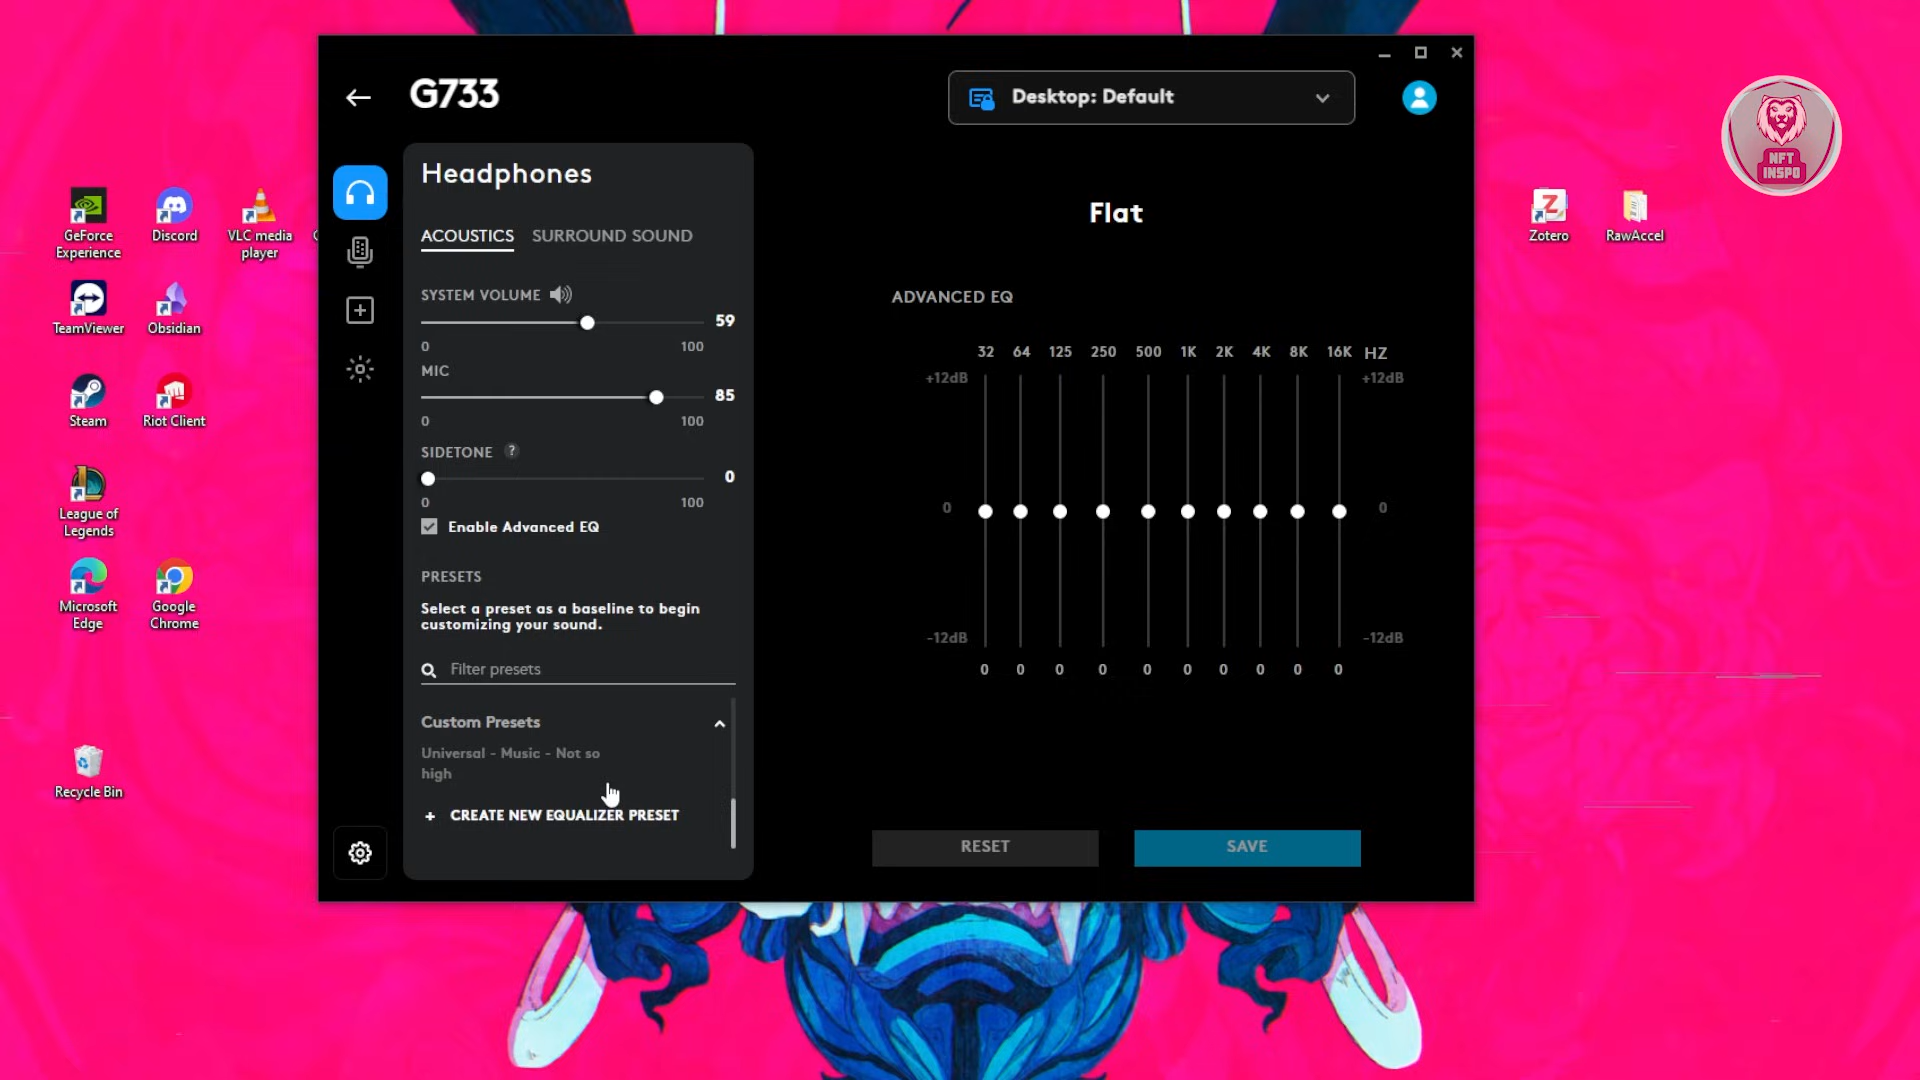 G733
Desktop: Default
Headphones
ACOUSTICS SURROUND SOUND
SYSTEM VOLUME
59
0 100
MIC
85
0 100
SIDETONE ?
0
0 100
Enable Advanced EQ
PRESETS
Select a preset as a baseline to begin
customizing your sound.
Filter presets
Custom Presets
Universal - Music - Not so
high
+ CREATE NEW EQUALIZER PRESET
Flat
ADVANCED EQ
32 64 125 250 500 1K 2K 4K 8K 16K HZ
+12dB +12dB
0 0
-12dB -12dB
0 0 0 0 0 0 0 0 0 0
RESET SAVE
GeForce
Experience
Discord
VLC media
player
TeamViewer
Obsidian
Steam
Riot Client
League of
Legends
Microsoft
Edge
Google
Chrome
Recycle Bin
Zotero
RawAccel
NFT
INSPO